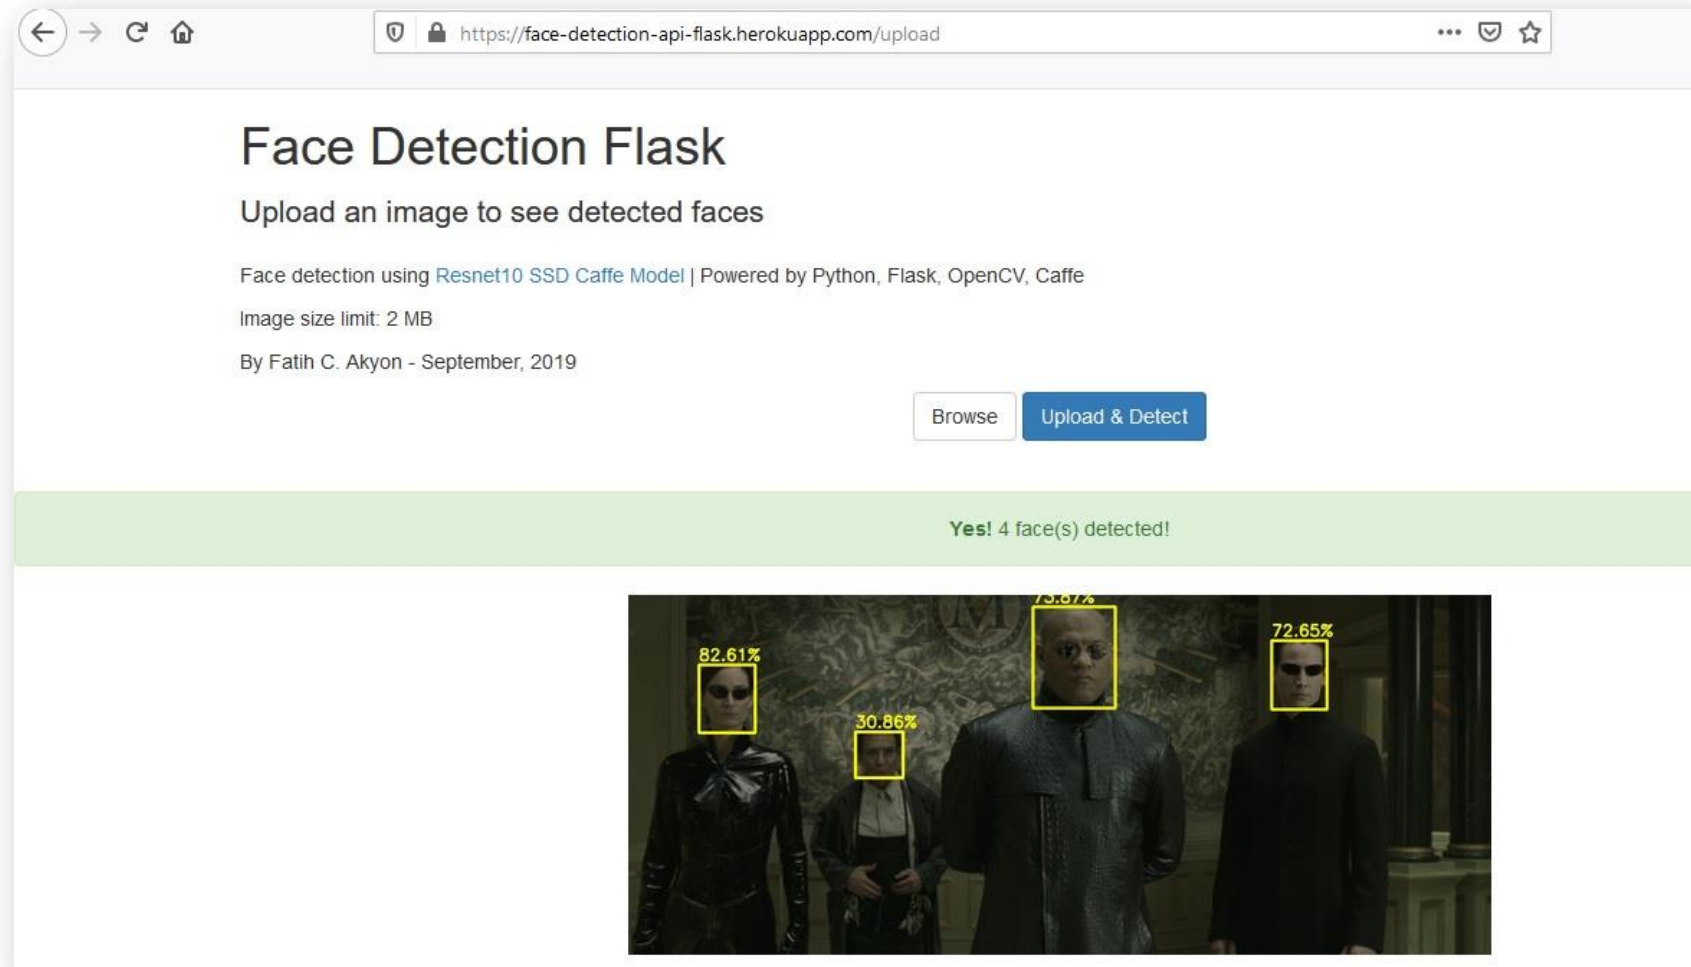 https://face-detection-api-flask.herokuapp.com/upload
Face Detection Flask
Upload an image to see detected faces
Face detection using Resnet10 SSD Caffe Model | Powered by Python, Flask, OpenCV, Caffe
Image size limit: 2 MB
By Fatih C. Akyon - September, 2019
Browse Upload & Detect
Yes! 4 face(s) detected!
73.87%
72.65%
82.61%
30.86%
M